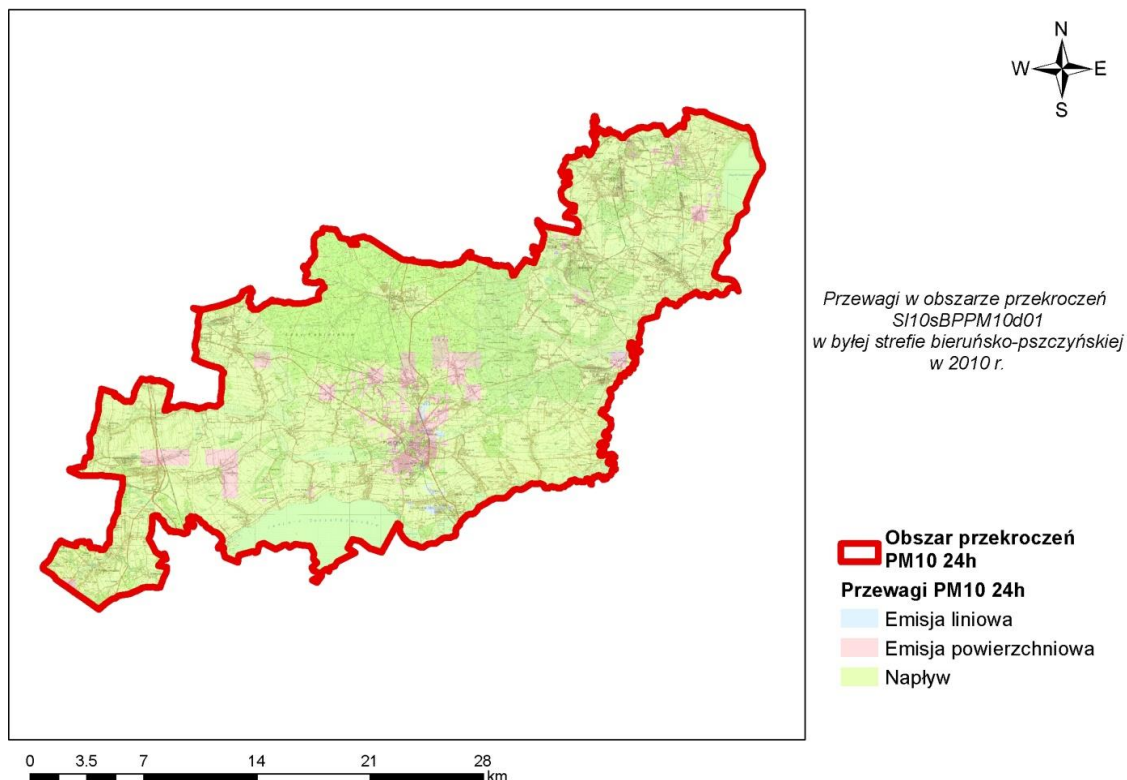 N
W E
S
Przewagi w obszarze przekroczeń
Sl10sBPPM10d01
w byłej strefie bieruńsko-pszczyńskiej
w 2010 r.
Obszar przekroczeń
PM10 24h
Przewagi PM10 24h
Emisja liniowa
Emisja powierzchniowa
Napływ
0 3.5 7 14 21 28
km